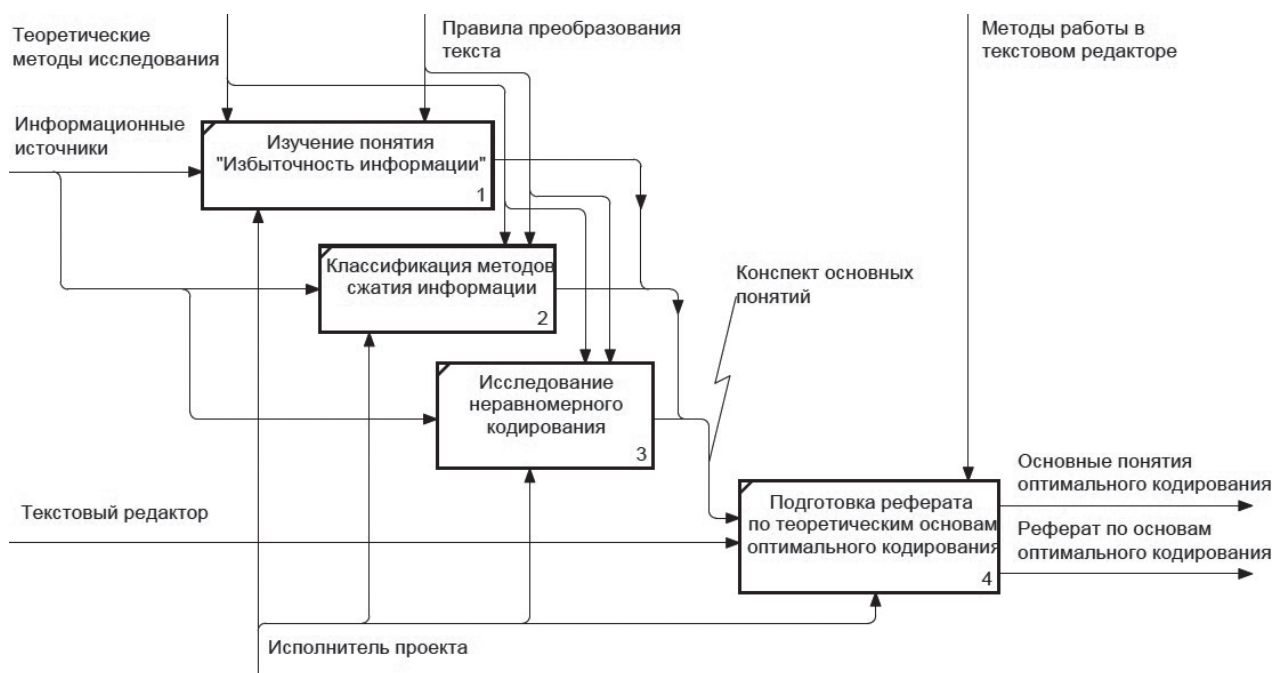 Теоретические
методы исследования
Правила преобразования
текста
Методы работы в
текстовом редакторе
Информационные
источники
Изучение понятия
"Избыточность информации"
1
Классификация методов
сжатия информации
2
Конспект основных
понятий
Исследование
неравномерного
кодирования
3
Текстовый редактор
Подготовка реферата
по теоретическим основам
оптимального кодирования
4
Основные понятия
оптимального кодирования
Реферат по основам
оптимального кодирования
Исполнитель проекта